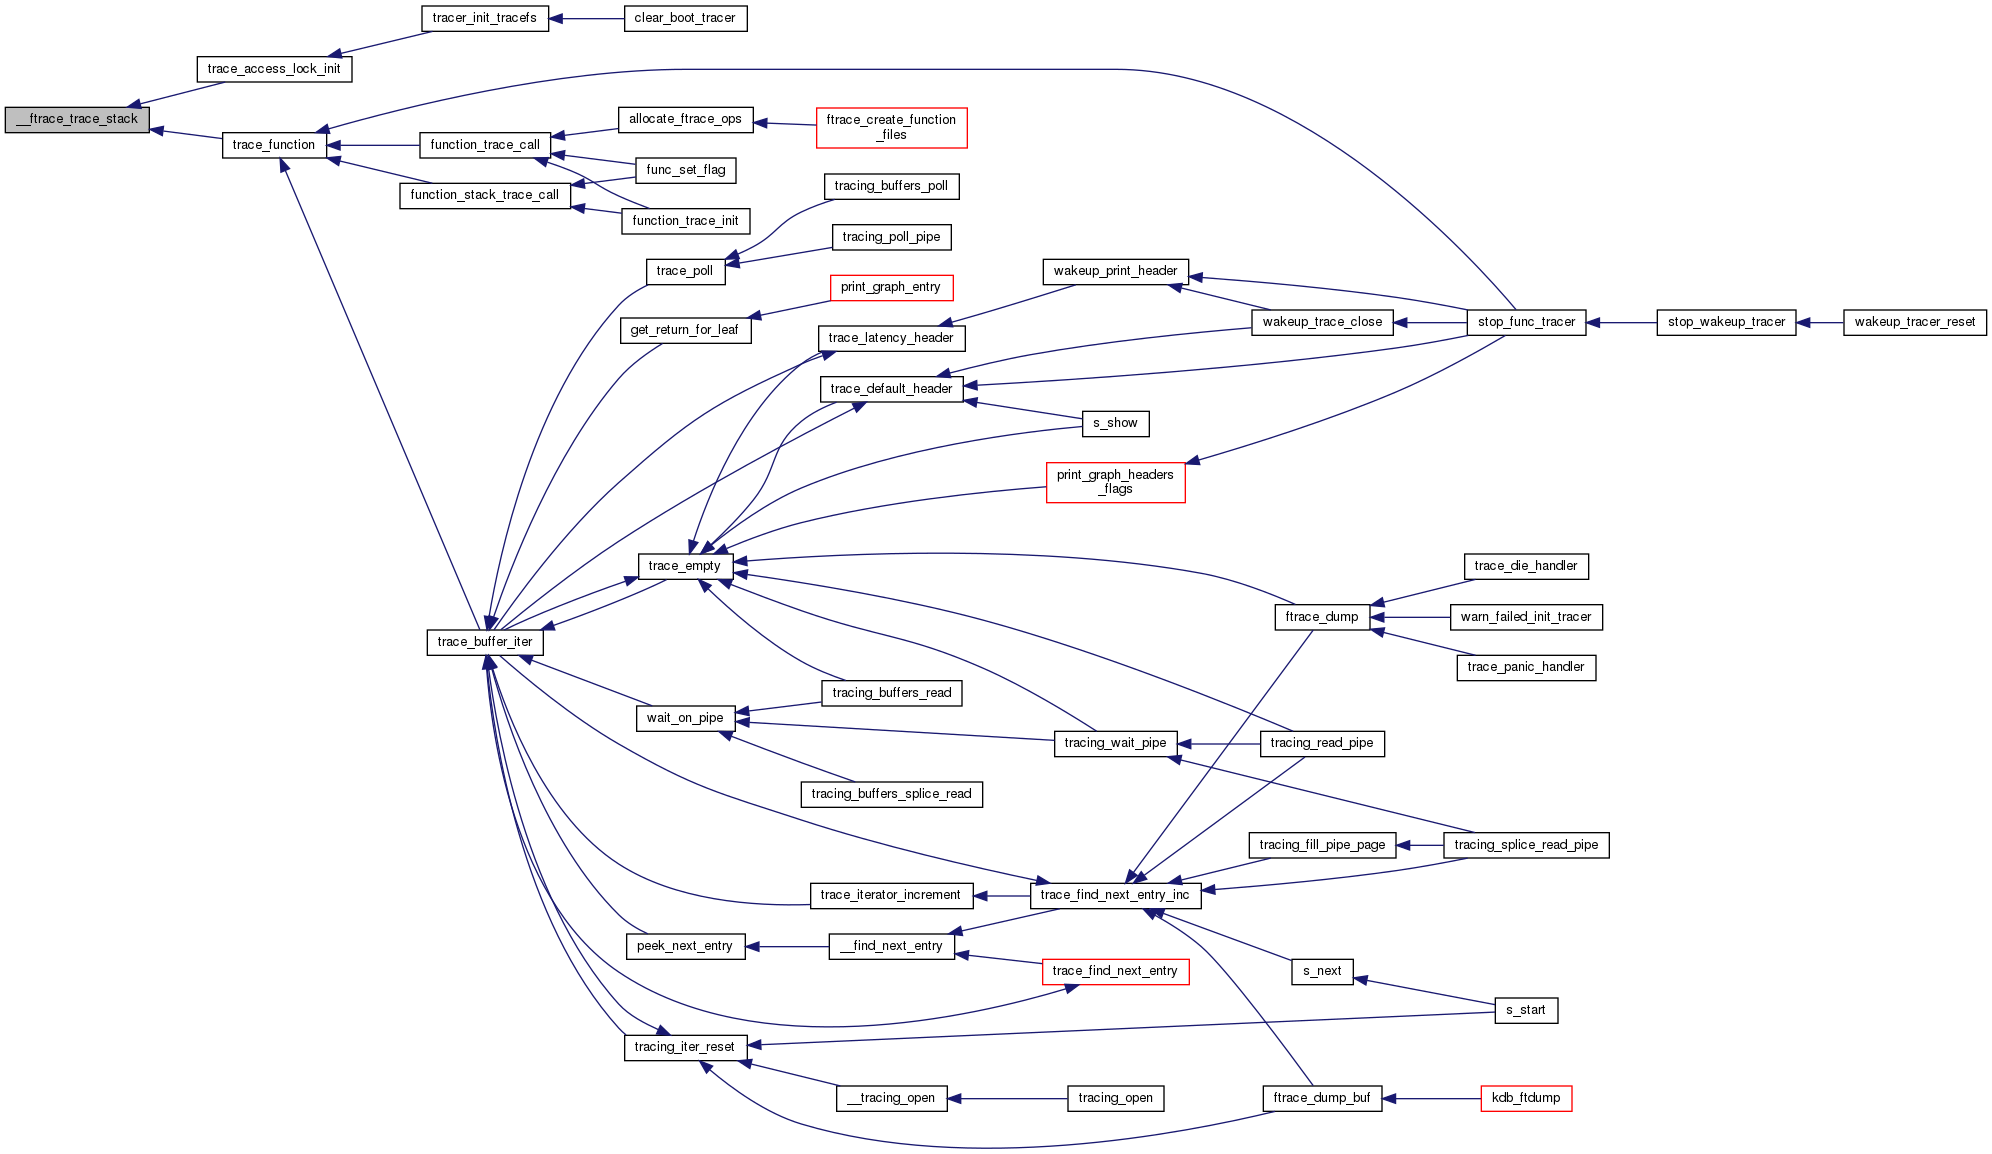 tracer_init_tracefs
clear_boot_tracer
trace_access_lock_init
__ftrace_trace_stack
trace_function
function_trace_call
function_stack_trace_call
allocate_ftrace_ops
ftrace_create_function
_files
func_set_flag
function_trace_init
tracing_buffers_poll
tracing_poll_pipe
trace_poll
print_graph_entry
get_return_for_leaf
trace_latency_header
wakeup_print_header
wakeup_trace_close
stop_func_tracer
stop_wakeup_tracer
wakeup_tracer_reset
trace_default_header
s_show
print_graph_headers
_flags
trace_empty
trace_die_handler
ftrace_dump
warn_failed_init_tracer
trace_panic_handler
trace_buffer_iter
tracing_buffers_read
wait_on_pipe
tracing_wait_pipe
tracing_read_pipe
tracing_buffers_splice_read
tracing_fill_pipe_page
tracing_splice_read_pipe
trace_iterator_increment
trace_find_next_entry_inc
peek_next_entry
__find_next_entry
trace_find_next_entry
s_next
s_start
tracing_iter_reset
__tracing_open
tracing_open
ftrace_dump_buf
kdb_ftdump